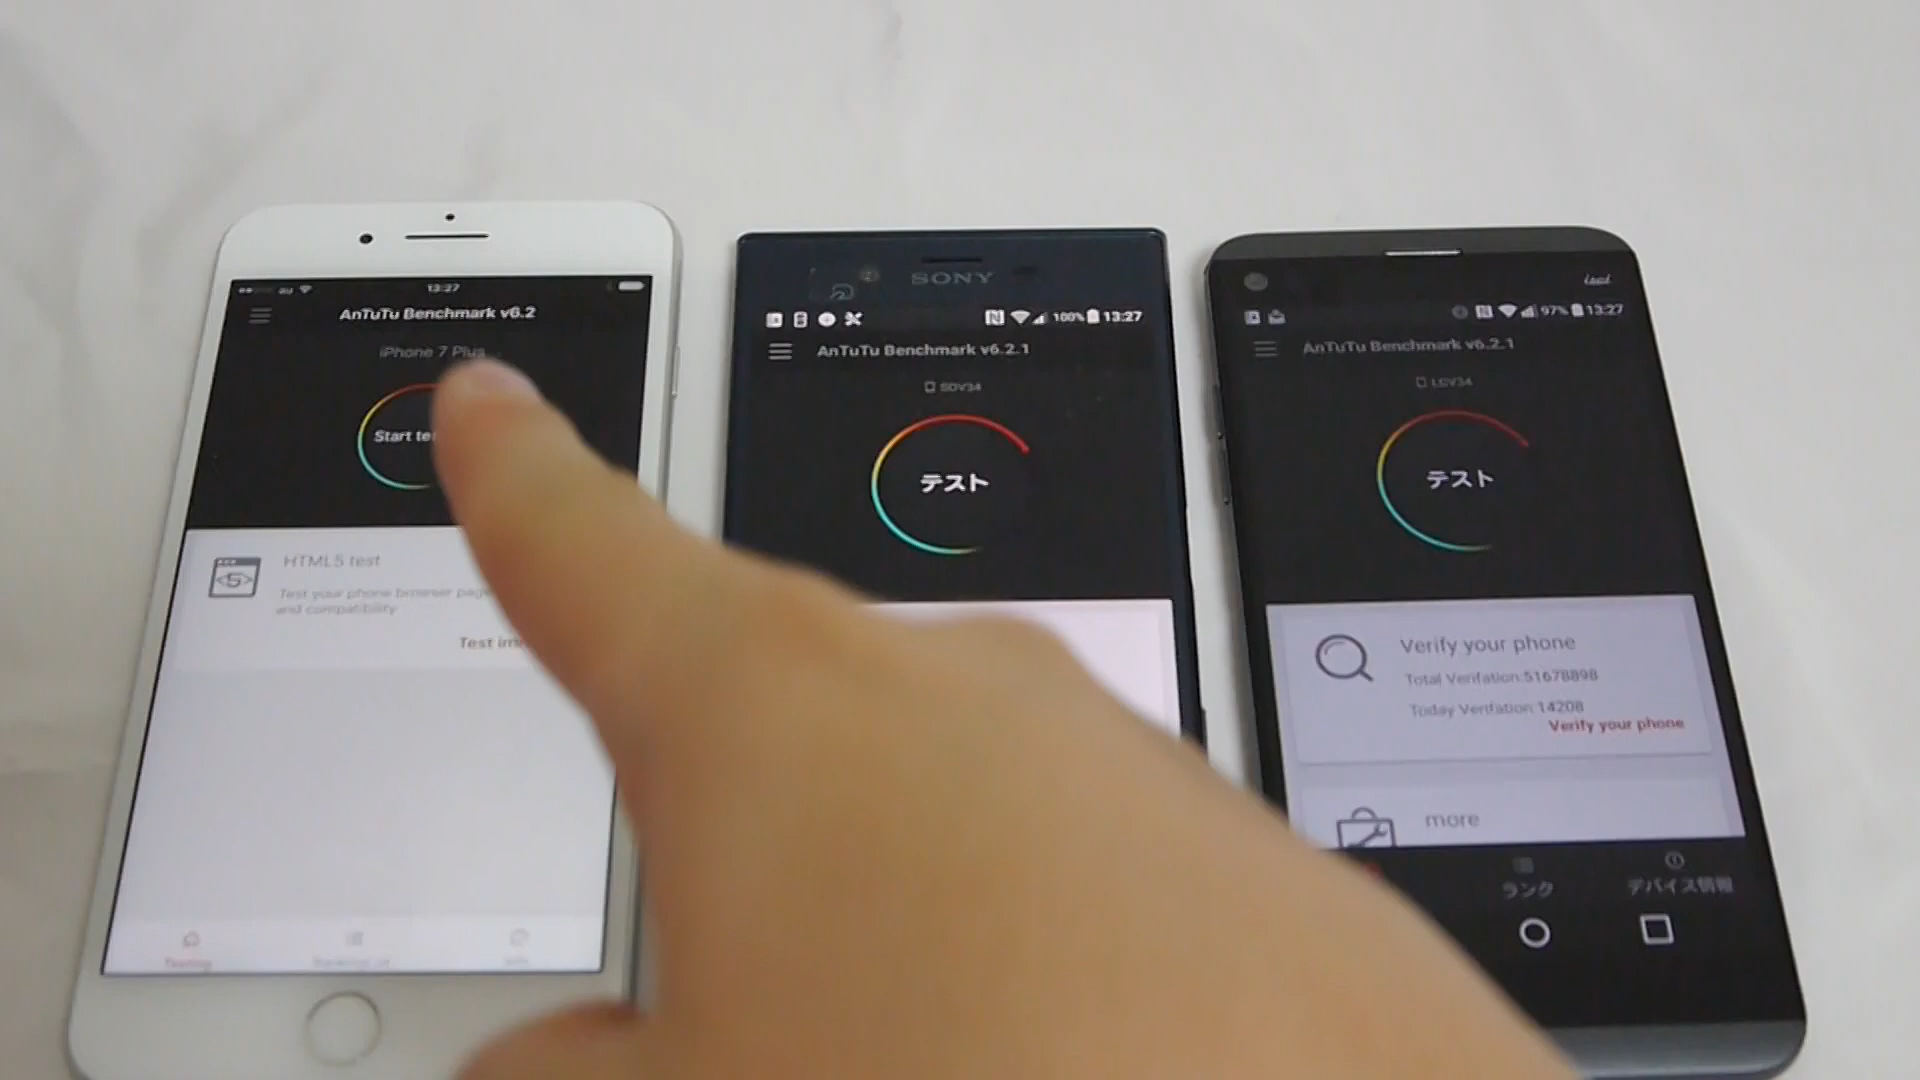 13:27
AnTuTu Benchmark v6.2
iPhone 7 Plus
Start te
HTML5 test
Test your phone browser page
and compatibility
Test im
SONY
100% 13:27
AnTuTu Benchmark v6.2.1
SOV34
テスト
97% 13:27
AnTuTu Benchmark v6.2.1
LGV34
テスト
Verify your phone
Total Verifation:51678898
Today Verifation:14208
Verify your phone
more
ランク
デバイス情報